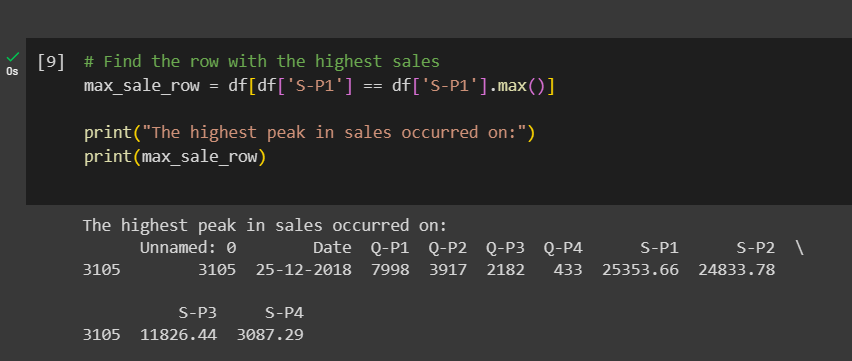 [9] # Find the row with the highest sales
max_sale_row = df[df['S-P1'] == df['S-P1'].max()]
0s
print("The highest peak in sales occurred on:")
print(max_sale_row)
The highest peak in sales occurred on:
Unnamed: 0 Date Q-P1 Q-P2 Q-P3 Q-P4 S-P1 S-P2 \
3105 3105 25-12-2018 7998 3917 2182 433 25353.66 24833.78
S-P3 S-P4
3105 11826.44 3087.29